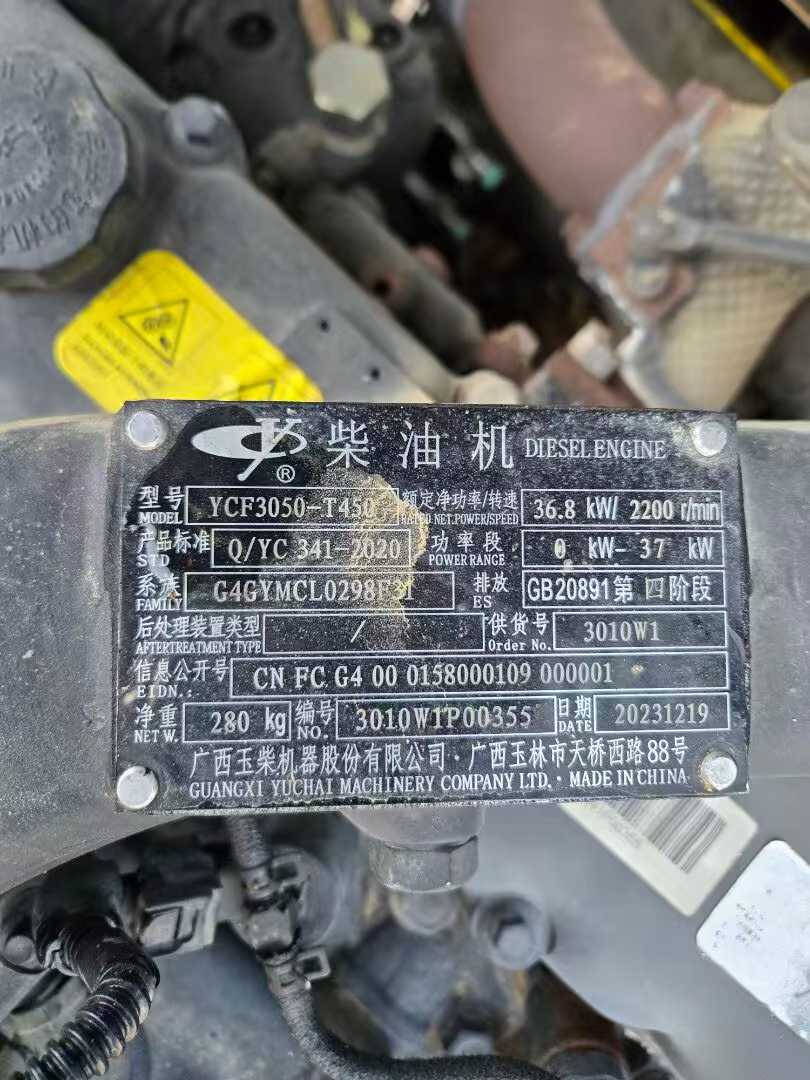 YC ® 柴油机 DIESEL ENGINE
型号 MODEL YCF3050-T450 额定净功率/转速 RATED NET.POWER/SPEED 36.8 kW/ 2200 r/min
产品标准 STD Q/YC 341-2020 功率段 POWER RANGE 0 kW- 37 kW
系族 FAMILY G4GYMCL0298F31 排放 ES GB20891第 四阶段
后处理装置类型 AFTERTREATMENT TYPE / 供货号 Order No. 3010W1
信息公开号 EIDN.: CN FC G4 00 0158000109 000001
净重 NET W. 280 kg 编号 NO. 3010W1P00355 日期 DATE 20231219
广西玉柴机器股份有限公司·广西玉林市天桥西路88号
GUANGXI YUCHAI MACHINERY COMPANY LTD.·MADE IN CHINA